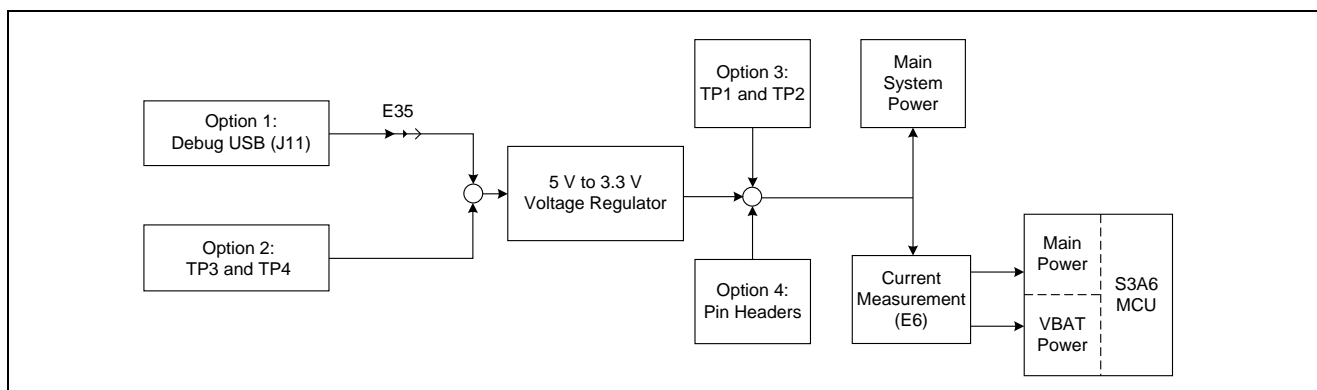 Option 1:
Debug USB (J11)
E35
Option 2:
TP3 and TP4
5 V to 3.3 V
Voltage Regulator
Option 3:
TP1 and TP2
Option 4:
Pin Headers
Main
System
Power
Current
Measurement
(E6)
Main
Power
VBAT
Power
S3A6
MCU